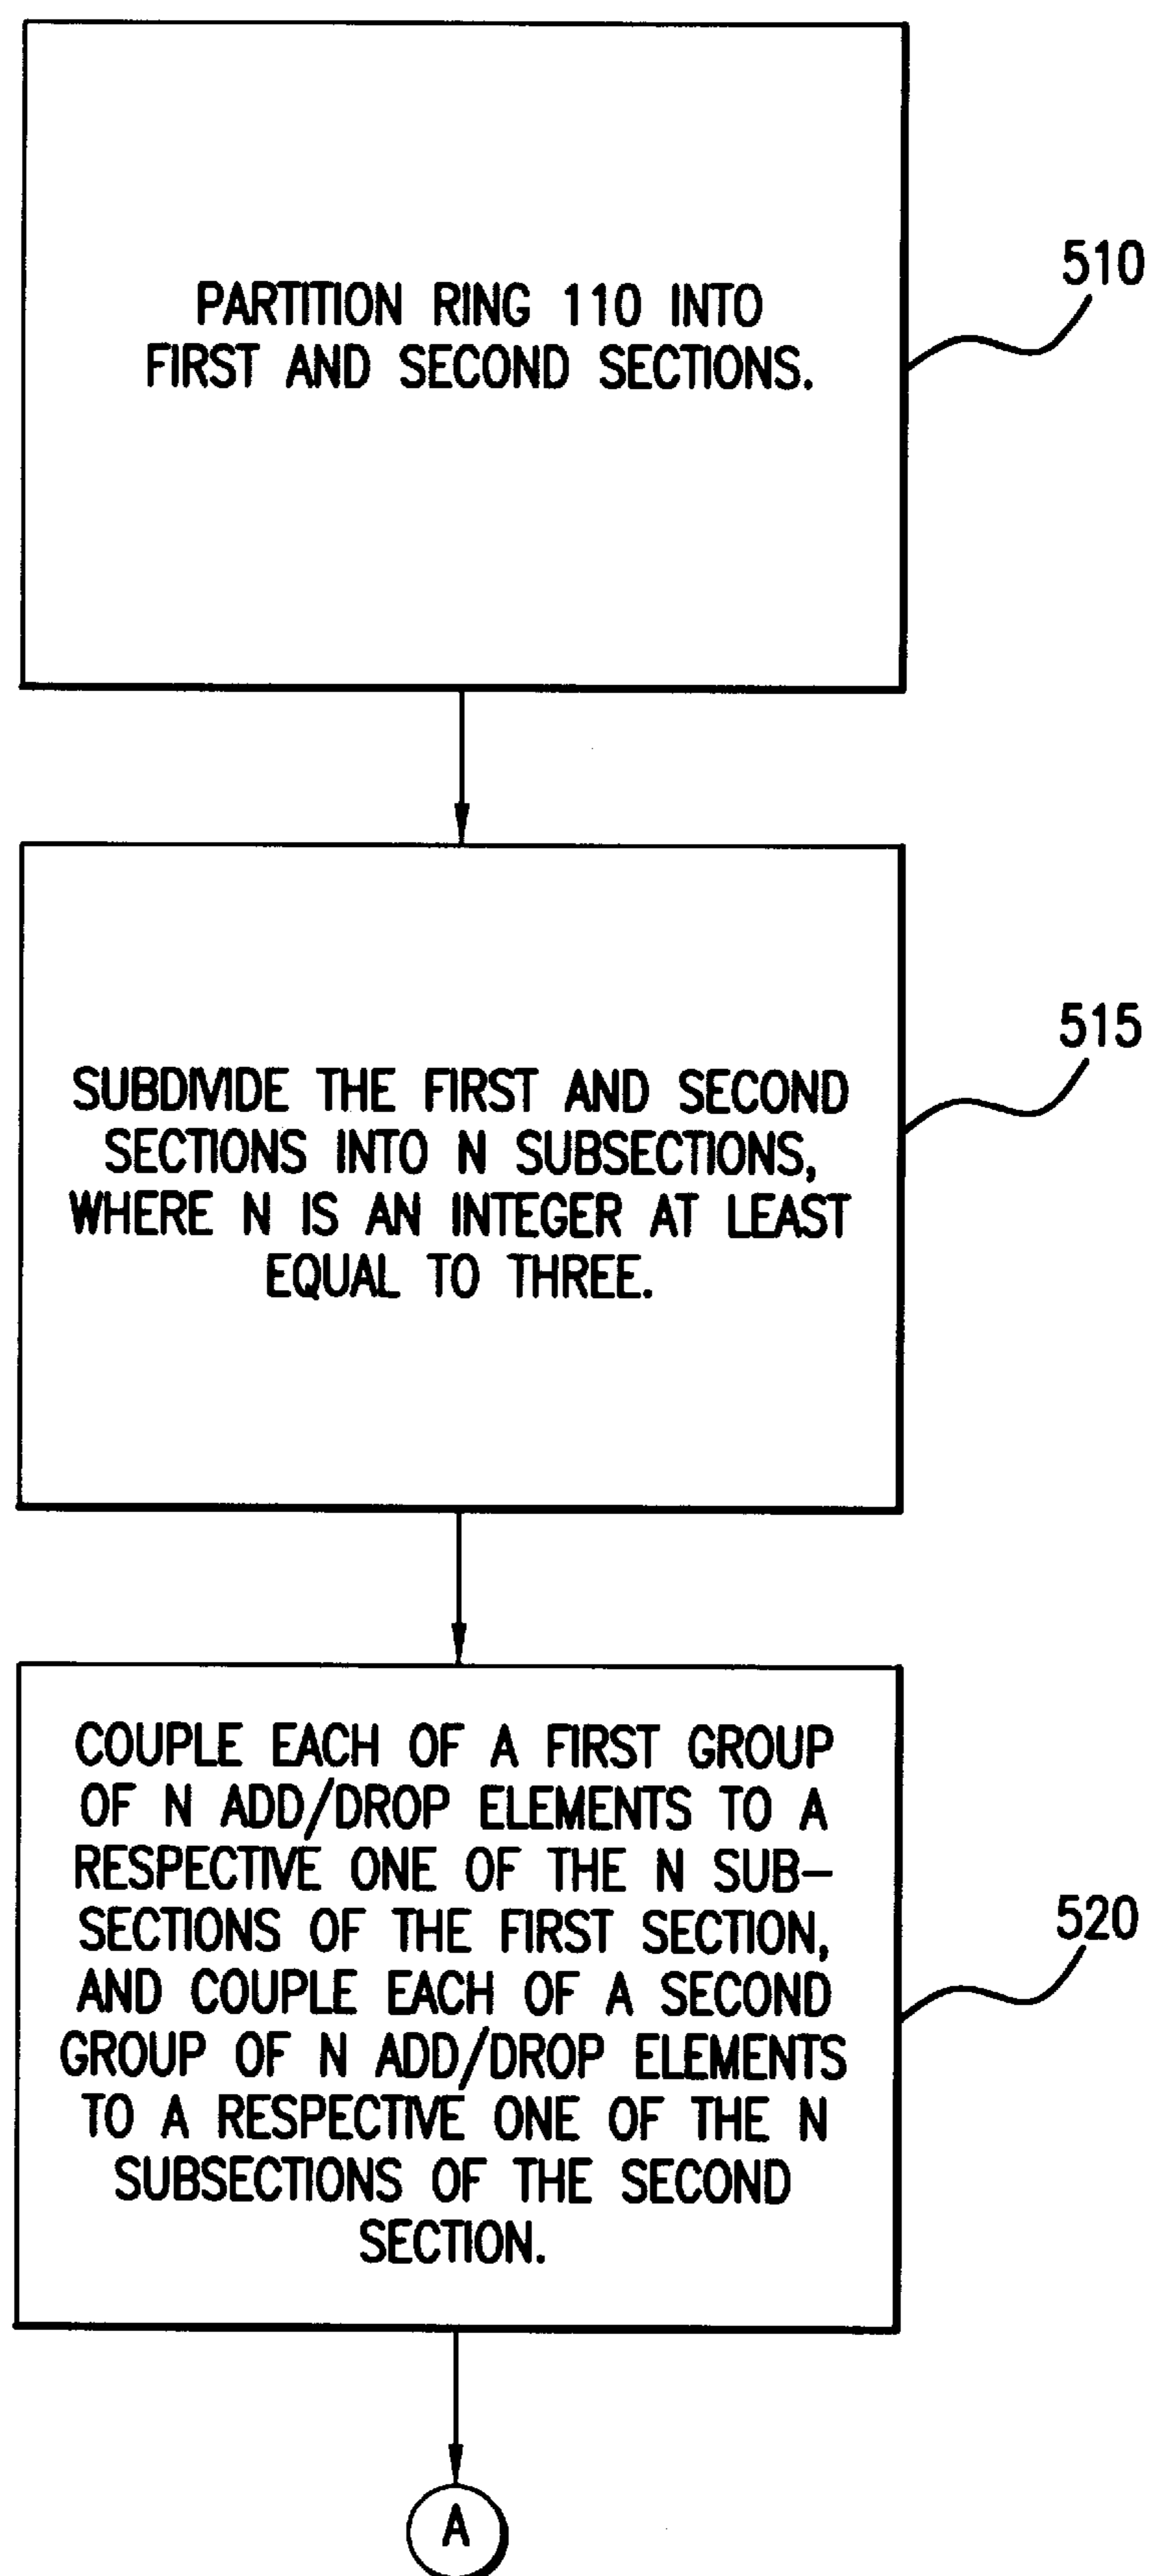 PARTITION RING 110 INTO
FIRST AND SECOND SECTIONS.
510
SUBDIVIDE THE FIRST AND SECOND
SECTIONS INTO N SUBSECTIONS,
WHERE N IS AN INTEGER AT LEAST
EQUAL TO THREE.
515
COUPLE EACH OF A FIRST GROUP
OF N ADD/DROP ELEMENTS TO A
RESPECTIVE ONE OF THE N SUB-
SECTIONS OF THE FIRST SECTION,
AND COUPLE EACH OF A SECOND
GROUP OF N ADD/DROP ELEMENTS
TO A RESPECTIVE ONE OF THE N
SUBSECTIONS OF THE SECOND
SECTION.
520
A